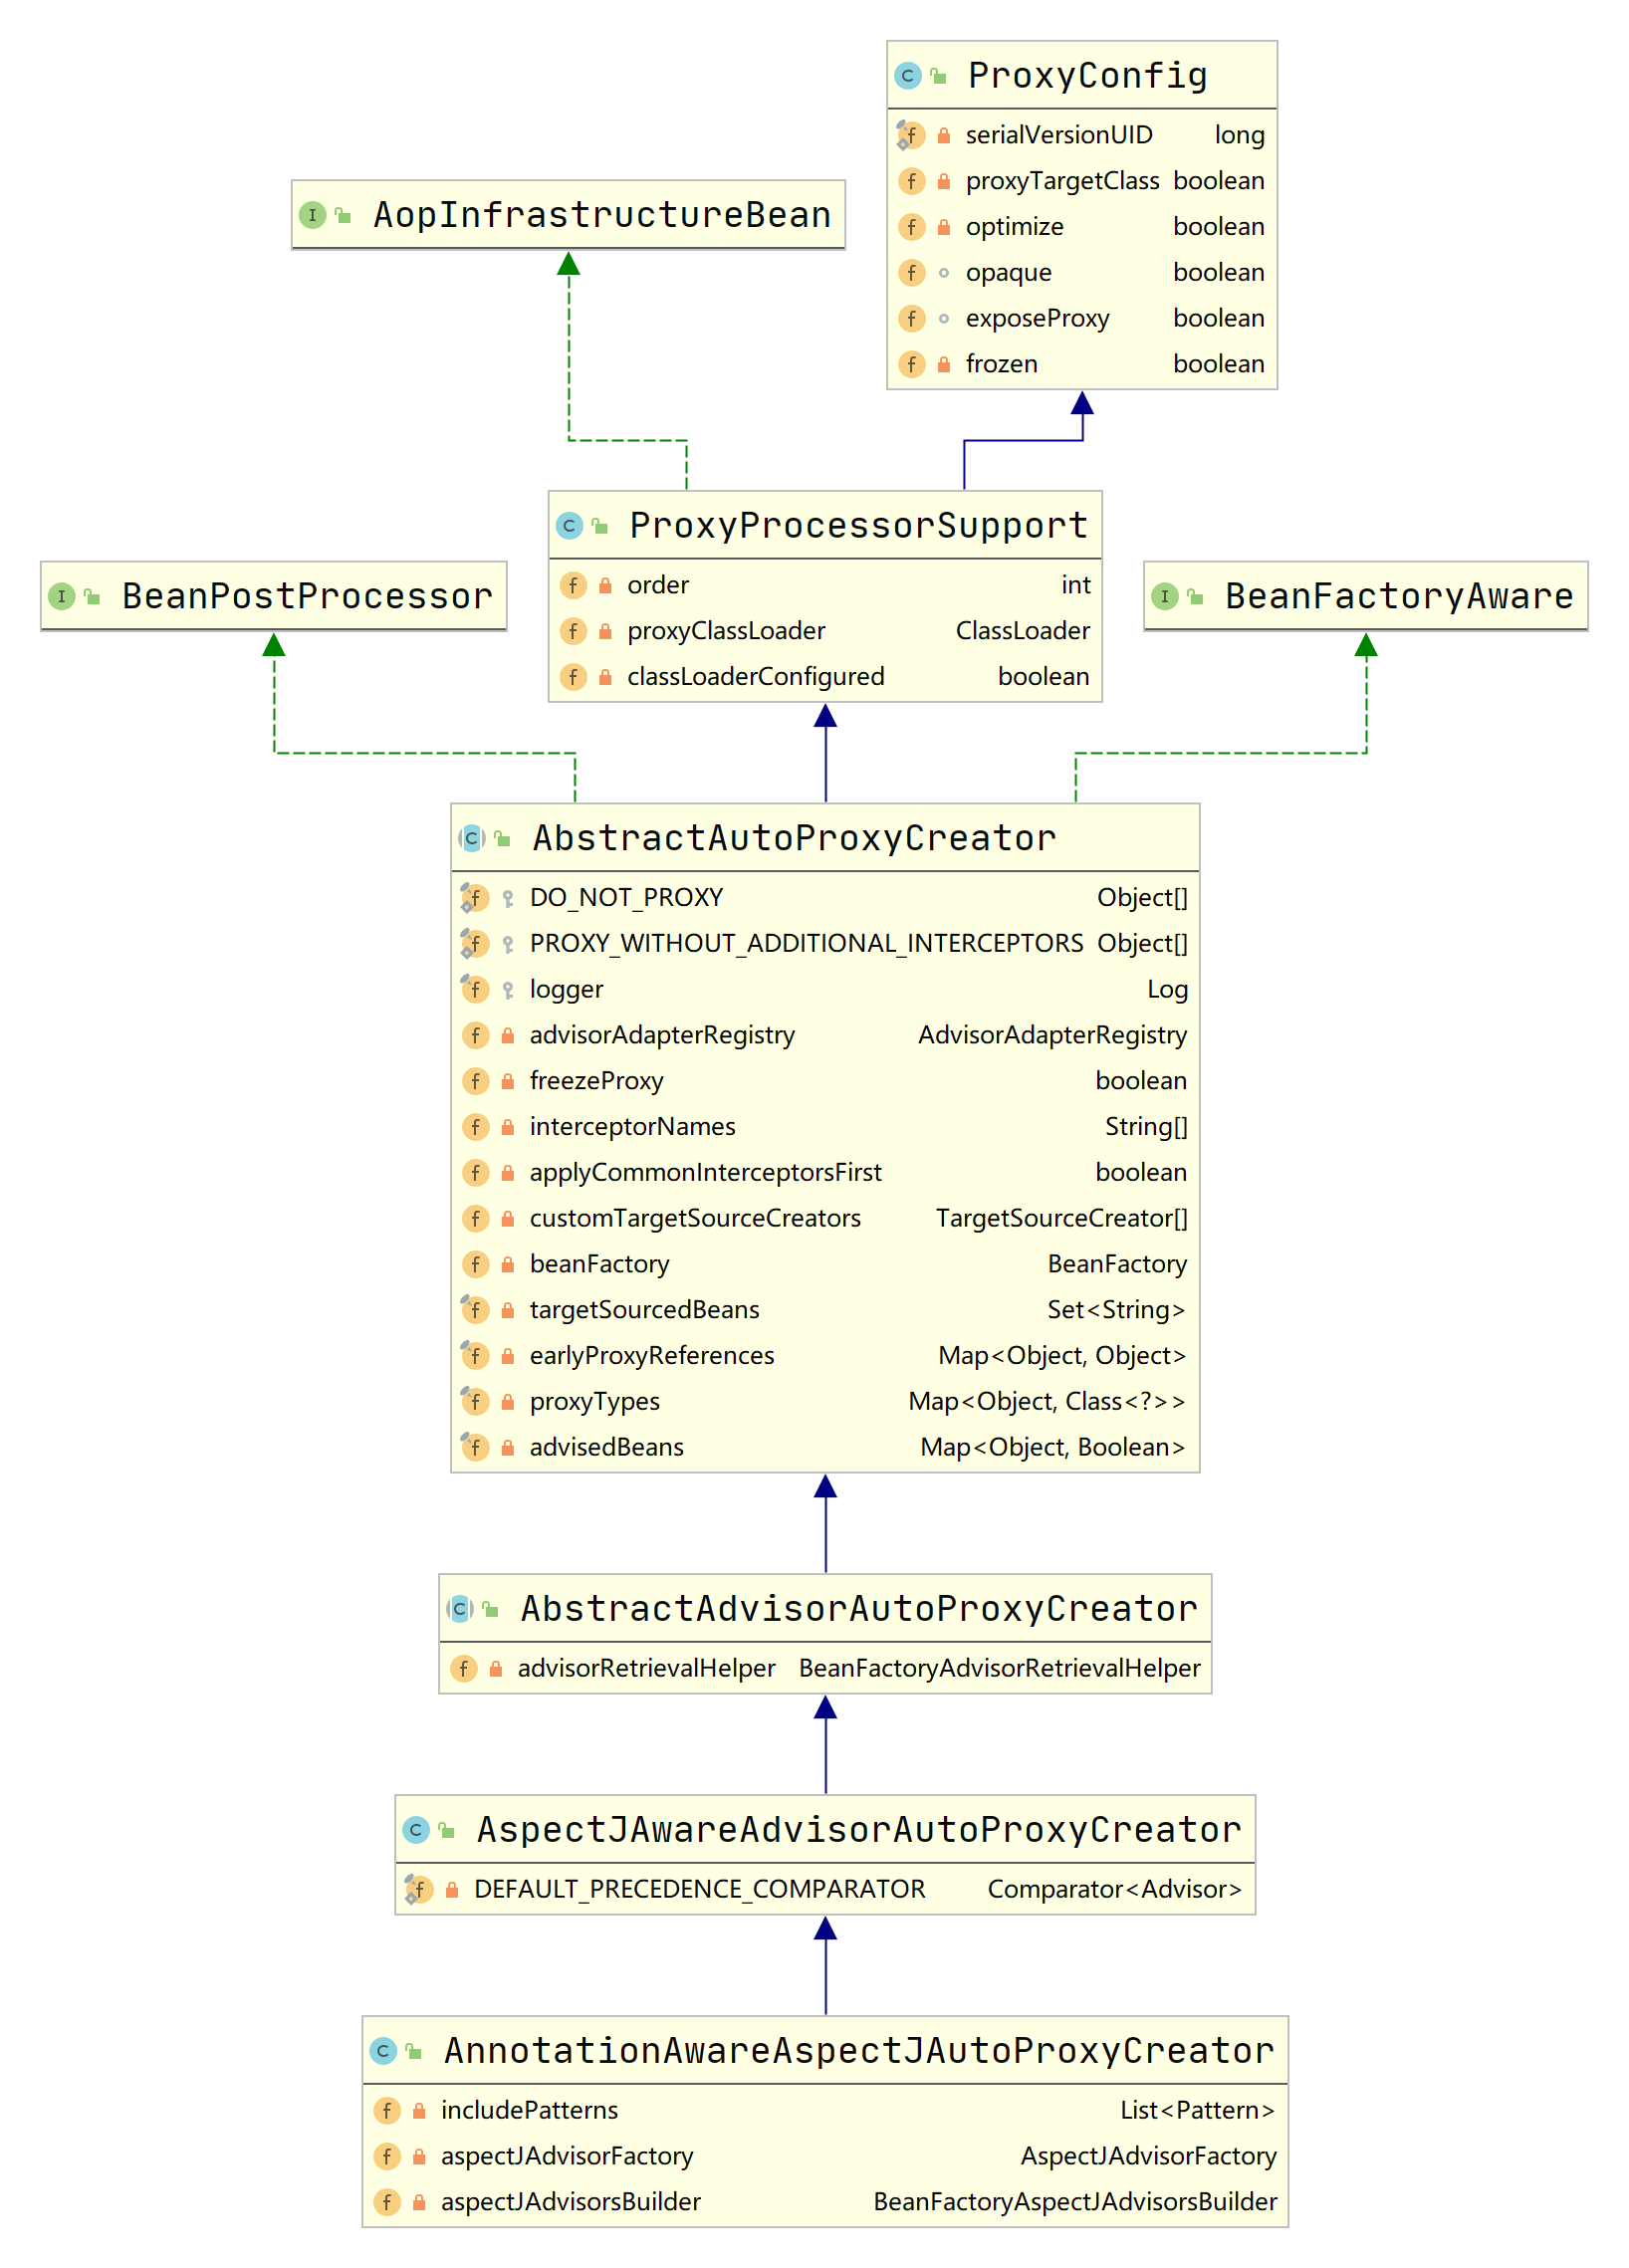 ProxyConfig
serialVersionUID long
proxyTargetClass boolean
optimize boolean
opaque boolean
exposeProxy boolean
frozen boolean
AopInfrastructureBean
ProxyProcessorSupport
order int
proxyClassLoader ClassLoader
classLoaderConfigured boolean
BeanPostProcessor
BeanFactoryAware
AbstractAutoProxyCreator
DO_NOT_PROXY Object[]
PROXY_WITHOUT_ADDITIONAL_INTERCEPTORS Object[]
logger Log
advisorAdapterRegistry AdvisorAdapterRegistry
freezeProxy boolean
interceptorNames String[]
applyCommonInterceptorsFirst boolean
customTargetSourceCreators TargetSourceCreator[]
beanFactory BeanFactory
targetSourcedBeans Set<String>
earlyProxyReferences Map<Object, Object>
proxyTypes Map<Object, Class<?>>
advisedBeans Map<Object, Boolean>
AbstractAdvisorAutoProxyCreator
advisorRetrievalHelper BeanFactoryAdvisorRetrievalHelper
AspectJAwareAdvisorAutoProxyCreator
DEFAULT_PRECEDENCE_COMPARATOR Comparator<Advisor>
AnnotationAwareAspectJAutoProxyCreator
includePatterns List<Pattern>
aspectJAdvisorFactory AspectJAdvisorFactory
aspectJAdvisorsBuilder BeanFactoryAspectJAdvisorsBuilder